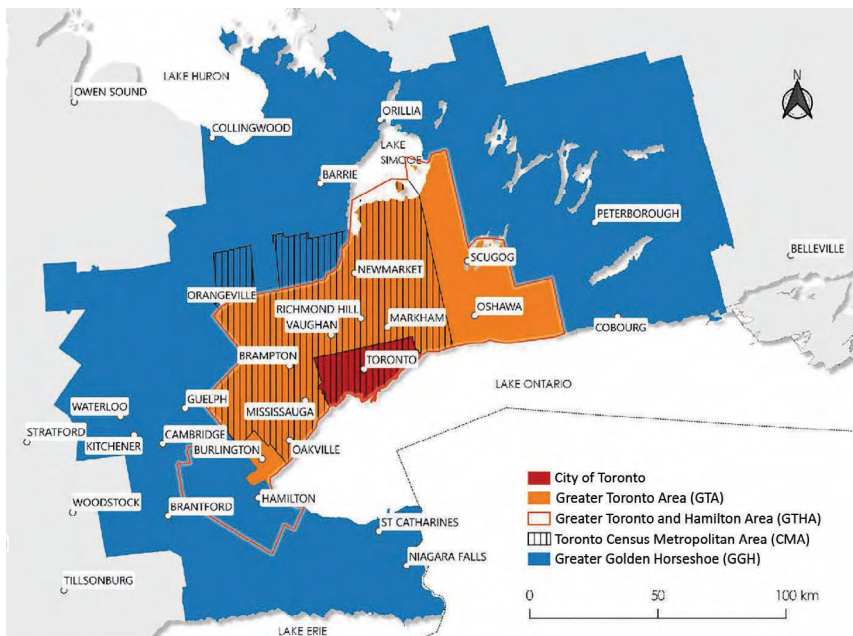 N
LAKE HURON
OWEN SOUND
ORILLIA
COLLINGWOOD
LAKE
SIMCOE
BARRIE
PETERBOROUGH
BELLEVILLE
SCUGOG
NEWMARKET
ORANGEVILLE
RICHMOND HILL
OSHAWA
MARKHAM
VAUGHAN
COBOURG
BRAMPTON
TORONTO
LAKE ONTARIO
GUELPH
WATERLOO
MISSISSAUGA
STRATFORD
KITCHENER
CAMBRIDGE
BURLINGTON
OAKVILLE
HAMILTON
WOODSTOCK
BRANTFORD
ST CATHARINES
NIAGARA FALLS
TILLSONBURG
LAKE ERIE
City of Toronto
Greater Toronto Area (GTA)
Greater Toronto and Hamilton Area (GTHA)
Toronto Census Metropolitan Area (CMA)
Greater Golden Horseshoe (GGH)
0 50 100 km